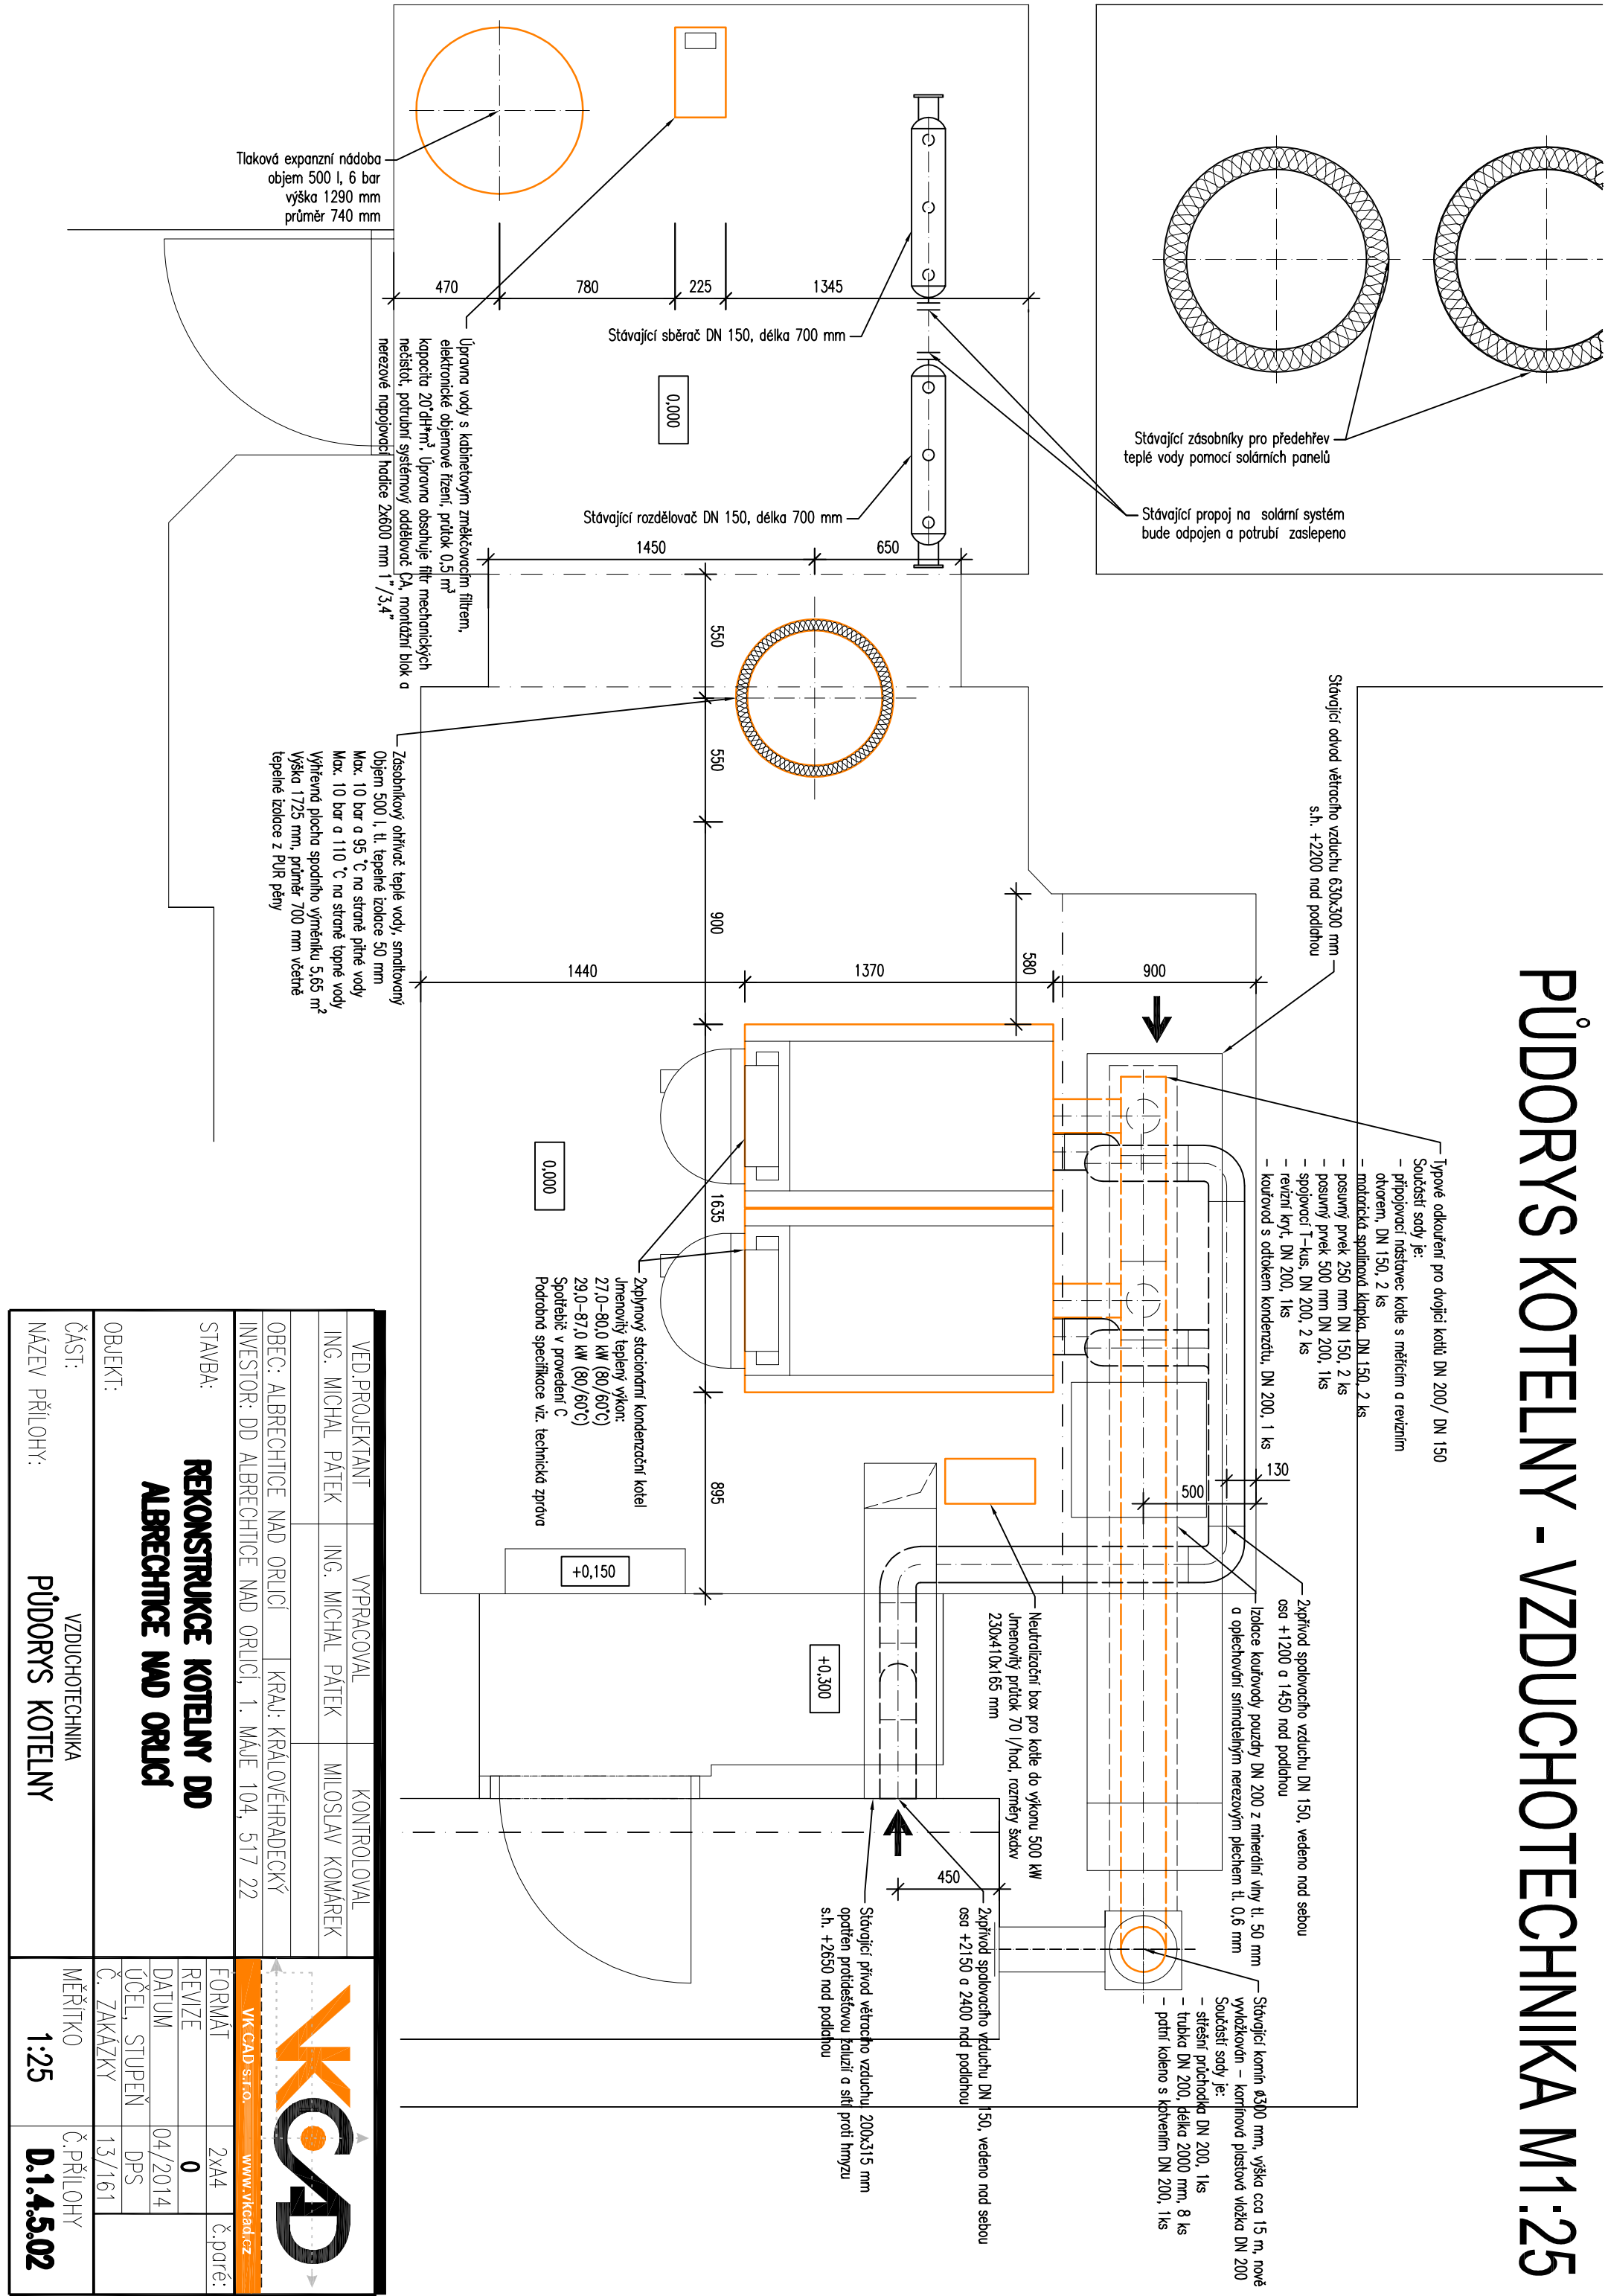 PŮDORYS KOTELNY - VZDUCHOTECHNIKA M1:25
Tlaková expanzní nádoba
objem 500 l, 6 bar
výška 1290 mm
průměr 740 mm
470
780
225
1345
Stávající sběrač DN 150, délka 700 mm
0,000
Stávající rozdělovač DN 150, délka 700 mm
Stávající zásobníky pro předehřev
teplé vody pomocí solárních panelů
Stávající propoj na solární systém
bude odpojen a potrubí zaslepeno
Úpravna vody s kabinetovým změkčovacím filtrem,
elektronické objemové řízení, průtok 0,5 m³
kapacita 20°dH*m³, Úpravna obsahuje filtr mechanických
nečistot, potrubní systémový oddělovač CA, montážní blok a
nerezové napojovací hadice 2x600 mm 1"/3,4"
1450
650
550
550
900
1635
895
Stávající odvod větracího vzduchu 630x300 mm
s.h. +2200 nad podlahou
Zásobníkový ohřívač teplé vody, smaltovaný
Objem 500 l, tl. tepelné izolace 50 mm
Max. 10 bar a 95 °C na straně pitné vody
Max. 10 bar a 110 °C na straně topné vody
Výhřevná plocha spodního výměníku 5,65 m²
Výška 1725 mm, průměr 700 mm včetně
tepelné izolace z PUR pěny
1440
1370
580
900
Typové odkouření pro dvojici kotlů DN 200/ DN 150
Součástí sady je:
- připojovací nástavec kotle s měřícím a revizním
otvorem, DN 150, 2 ks
- motorická spalinová klapka, DN 150, 2 ks
- posuvný prvek 250 mm DN 150, 2 ks
- posuvný prvek 500 mm DN 200, 1ks
- spojovací T-kus, DN 200, 2 ks
- revizní kryt, DN 200, 1ks
- kouřovod s odtokem kondenzátu, DN 200, 1 ks
0,000
2xplynový stacionární kondenzační kotel
Jmenovitý teplený výkon:
27,0-80,0 kW (80/60°C)
29,0-87,0 kW (80/60°C)
Spotřebič v provedení C
Podrobná specifikace viz. technická zpráva
130
500
+0,150
+0,300
2xpřívod spalovacího vzduchu DN 150, vedeno nad sebou
osa +1200 a 1450 nad podlahou
Izolace kouřovody pouzdry DN 200 z minerální vlny tl. 50 mm
a oplechování snímatelným nerezovým plechem tl. 0,6 mm
Neutralizační box pro kotle do výkonu 500 kW
Jmenovitý průtok 70 l/hod, rozměry šxdxv
230x410x165 mm
450
2xpřívod spalovacího vzduchu DN 150, vedeno nad sebou
osa +2150 a 2400 nad podlahou
Stávající přívod větracího vzduchu, 200x315 mm
opatřen protidešťovou žaluzií a sítí proti hmyzu
s.h. +2650 nad podlahou
Stávající komín ø300 mm, výška cca 15 m, nově
vyvložkován - komínová plastová vložka DN 200
Součástí sady je:
- střešní průchodka DN 200, 1ks
- trubka DN 200, délka 2000 mm, 8 ks
- patní koleno s kotvením DN 200, 1ks
VED.PROJEKTANT
VYPRACOVAL
KONTROLOVAL
ING. MICHAL PÁTEK
ING. MICHAL PÁTEK
MILOSLAV KOMÁREK
OBEC: ALBRECHTICE NAD ORLICÍ
KRAJ: KRÁLOVÉHRADECKÝ
INVESTOR: DD ALBRECHTICE NAD ORLICÍ, 1. MÁJE 104, 517 22
VKCAD
VK CAD s.r.o.
www.vkcad.cz
STAVBA:
REKONSTRUKCE KOTELNY DD
ALBRECHTICE NAD ORLICÍ
OBJEKT:
FORMÁT
2xA4
Č.paré:
REVIZE
0
DATUM
04/2014
ÚČEL, STUPEŇ
DPS
Č. ZAKÁZKY
13/161
ČÁST:
VZDUCHOTECHNIKA
NÁZEV PŘÍLOHY:
PŮDORYS KOTELNY
MĚŘÍTKO
1:25
Č.PŘÍLOHY
D.1.4.5.02